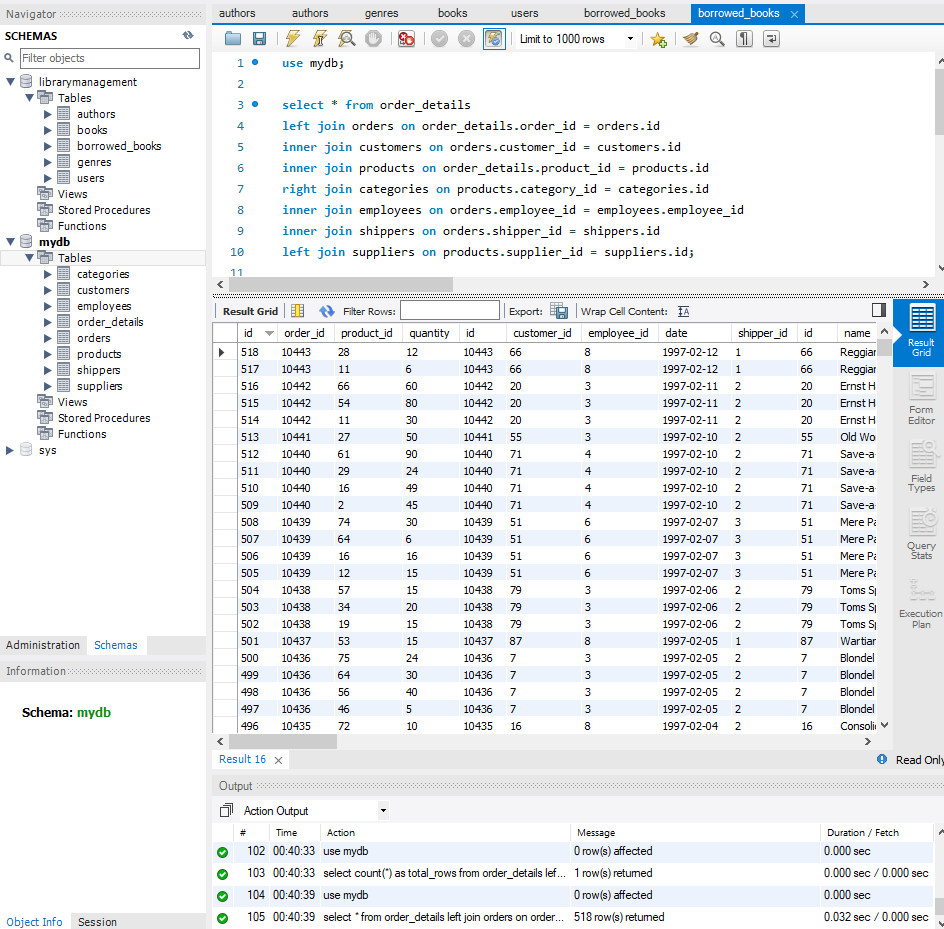 Navigator
SCHEMAS
Filter objects
librarymanagement
Tables
authors
books
borrowed_books
genres
users
Views
Stored Procedures
Functions
mydb
Tables
categories
customers
employees
order_details
orders
products
shippers
suppliers
Views
Stored Procedures
Functions
sys
Administration Schemas
Information
Schema: mydb
Object Info Session
authors authors genres books users borrowed_books borrowed_books
Limit to 1000 rows
1 use mydb;
2
3 select * from order_details
4 left join orders on order_details.order_id = orders.id
5 inner join customers on orders.customer_id = customers.id
6 inner join products on order_details.product_id = products.id
7 right join categories on products.category_id = categories.id
8 inner join employees on orders.employee_id = employees.employee_id
9 inner join shippers on orders.shipper_id = shippers.id
10 left join suppliers on products.supplier_id = suppliers.id;
11
Result Grid Filter Rows: Export: Wrap Cell Content: IA
id order_id product_id quantity id customer_id employee_id date shipper_id id name
518 10443 28 12 10443 66 8 1997-02-12 1 66 Reggiar
517 10443 11 6 10443 66 8 1997-02-12 1 66 Reggiar
516 10442 66 60 10442 20 3 1997-02-11 2 20 Ernst H
515 10442 54 80 10442 20 3 1997-02-11 2 20 Ernst H
514 10442 11 30 10442 20 3 1997-02-11 2 20 Ernst H
513 10441 27 50 10441 55 3 1997-02-10 2 55 Old Wo
512 10440 61 90 10440 71 4 1997-02-10 2 71 Save-a-
511 10440 29 24 10440 71 4 1997-02-10 2 71 Save-a-
510 10440 16 49 10440 71 4 1997-02-10 2 71 Save-a-
509 10440 2 45 10440 71 4 1997-02-10 2 71 Save-a-
508 10439 74 30 10439 51 6 1997-02-07 3 51 Mere Pa
507 10439 64 6 10439 51 6 1997-02-07 3 51 Mere Pa
506 10439 16 16 10439 51 6 1997-02-07 3 51 Mere Pa
505 10439 12 15 10439 51 6 1997-02-07 3 51 Mere Pa
504 10438 57 15 10438 79 3 1997-02-06 2 79 Toms Sp
503 10438 34 20 10438 79 3 1997-02-06 2 79 Toms Sp
502 10438 19 15 10438 79 3 1997-02-06 2 79 Toms Sp
501 10437 53 15 10437 87 8 1997-02-05 1 87 Wartian
500 10436 75 24 10436 7 3 1997-02-05 2 7 Blondel
499 10436 64 30 10436 7 3 1997-02-05 2 7 Blondel
498 10436 56 40 10436 7 3 1997-02-05 2 7 Blondel
497 10436 46 5 10436 7 3 1997-02-05 2 7 Blondel
496 10435 72 10 10435 16 8 1997-02-04 2 16 Consolid
Result
Grid
Form
Editor
Field
Types
Query
Stats
Execution
Plan
Result 16 Read Only
Output
Action Output
# Time Action Message Duration / Fetch
102 00:40:33 use mydb 0 row(s) affected 0.000 sec
103 00:40:33 select count(*) as total_rows from order_details lef... 1 row(s) returned 0.000 sec / 0.000 sec
104 00:40:39 use mydb 0 row(s) affected 0.000 sec
105 00:40:39 select * from order_details left join orders on order... 518 row(s) returned 0.032 sec / 0.000 sec